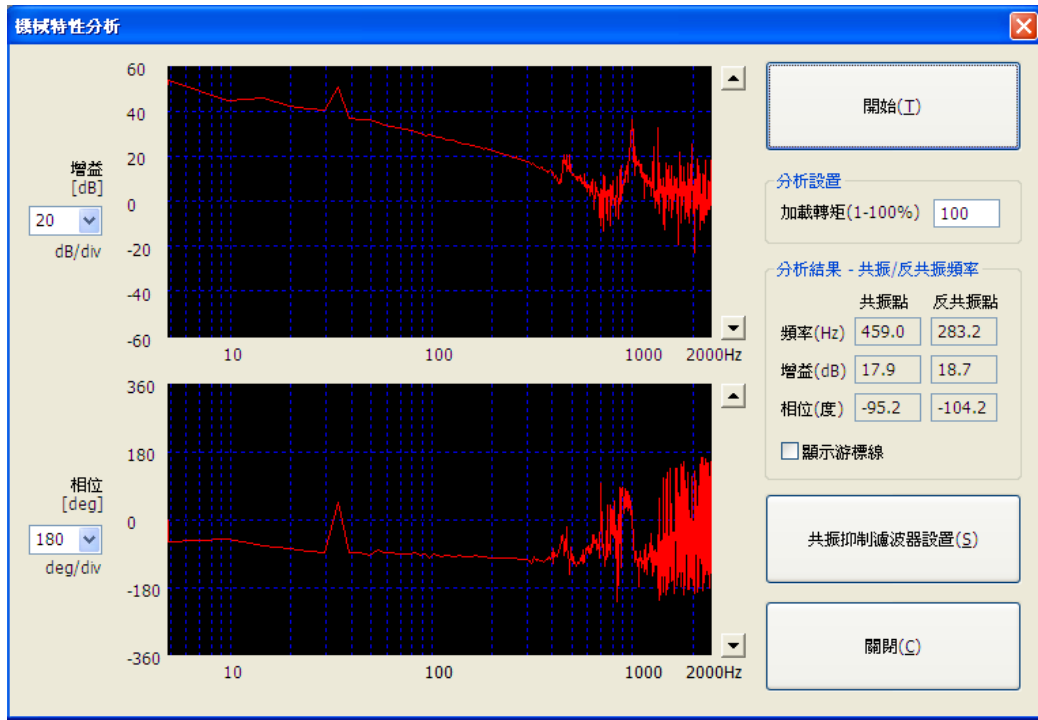 機械特性分析
60
40
20
0
-20
-40
-60
增益
[dB]
20
dB/div
10
100
1000
2000Hz
360
180
0
-180
-360
相位
[deg]
180
deg/div
10
100
1000
2000Hz
開始(T)
分析設置
加載轉矩(1-100%)
100
分析結果 - 共振/反共振頻率
共振點 反共振點
頻率(Hz) 459.0 283.2
增益(dB) 17.9 18.7
相位(度) -95.2 -104.2
顯示游標線
共振抑制濾波器設置(S)
關閉(C)